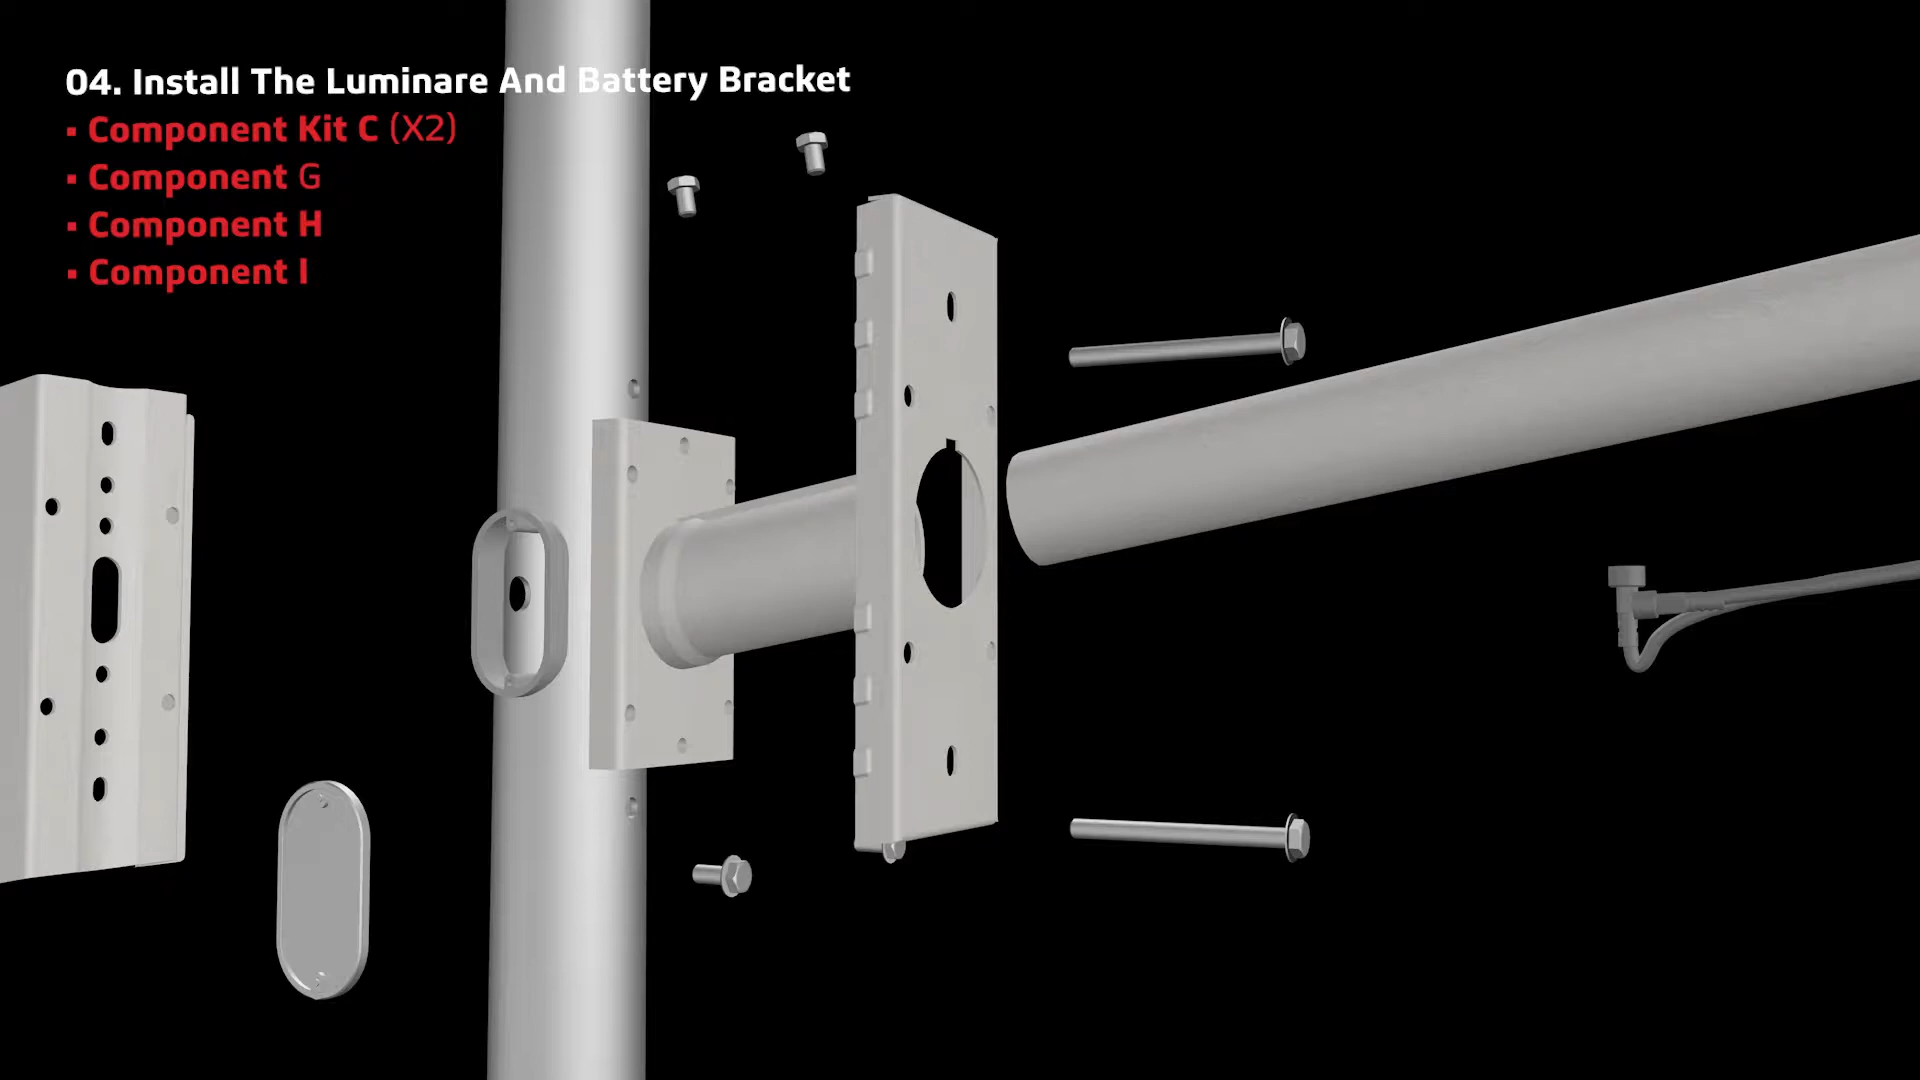 04. Install The Luminare And Battery Bracket
▪ Component Kit C (X2)
▪ Component G
▪ Component H
▪ Component I